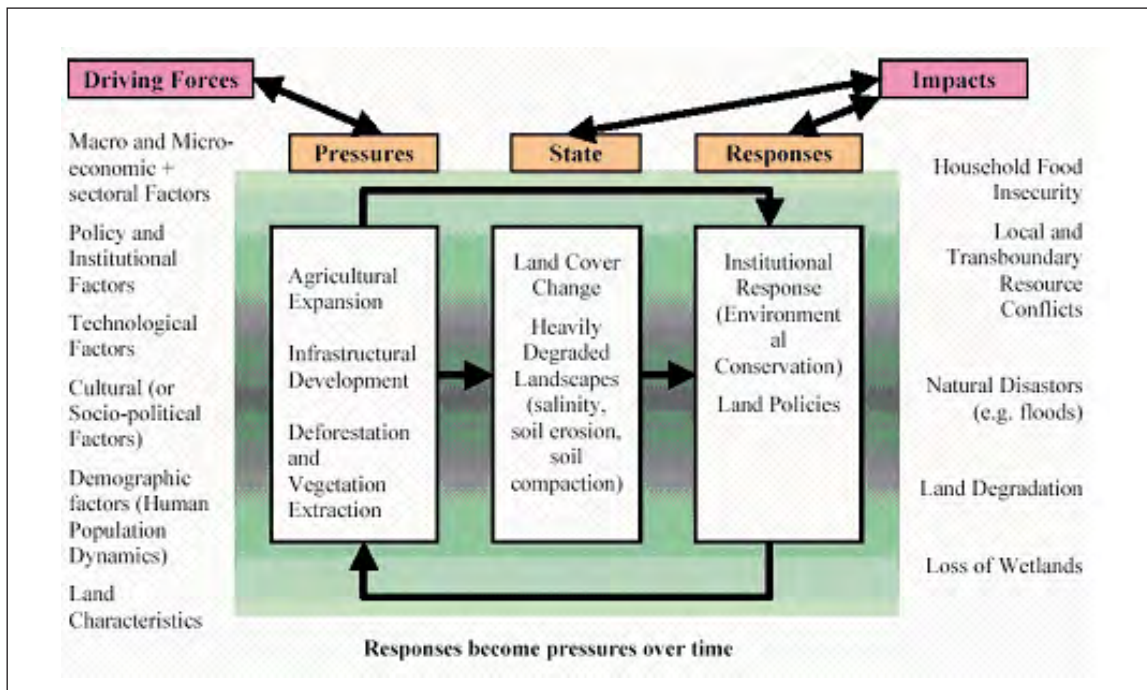 Driving Forces
Impacts
Pressures
State
Responses
Macro and Micro-
economic +
sectoral Factors
Policy and
Institutional
Factors
Technological
Factors
Cultural (or
Socio-political
Factors)
Demographic
factors (Human
Population
Dynamics)
Land
Characteristics
Agricultural
Expansion
Infrastructural
Development
Deforestation
and
Vegetation
Extraction
Land Cover
Change
Heavily
Degraded
Landscapes
(salinity,
soil erosion,
soil
compaction)
Institutional
Response
(Environment
al
Conservation)
Land Policies
Household Food
Insecurity
Local and
Transboundary
Resource
Conflicts
Natural Disastors
(e.g. floods)
Land Degradation
Loss of Wetlands
Responses become pressures over time